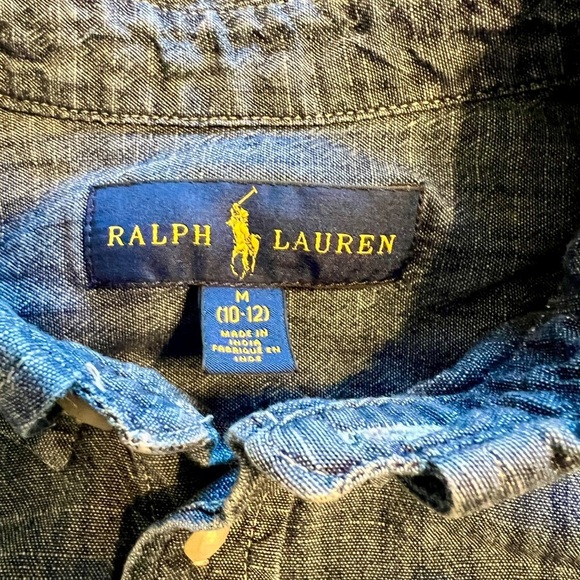 RALPH LAUREN
M
(10-12)
MADE IN
INDIA
FABRIQUÉ EN
INDE